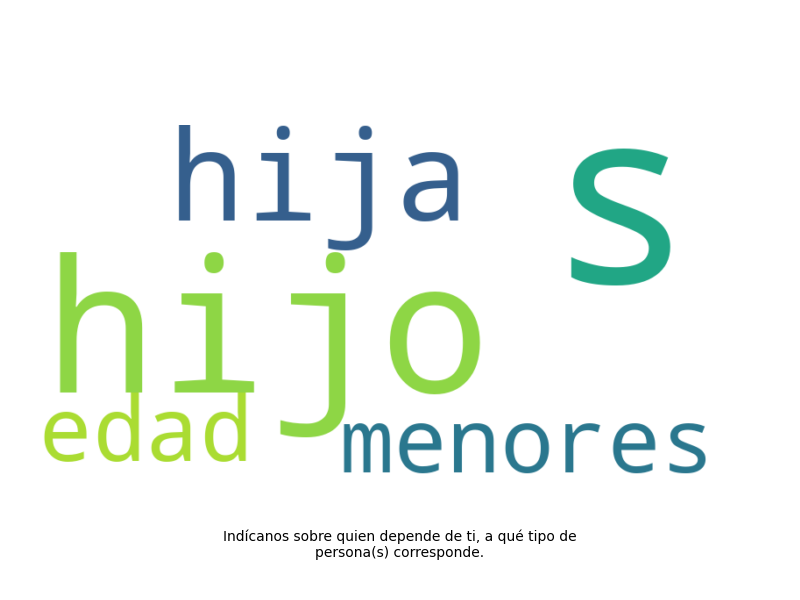 hija s
hijo
edad menores
Indícanos sobre quien depende de ti, a qué tipo de
persona(s) corresponde.